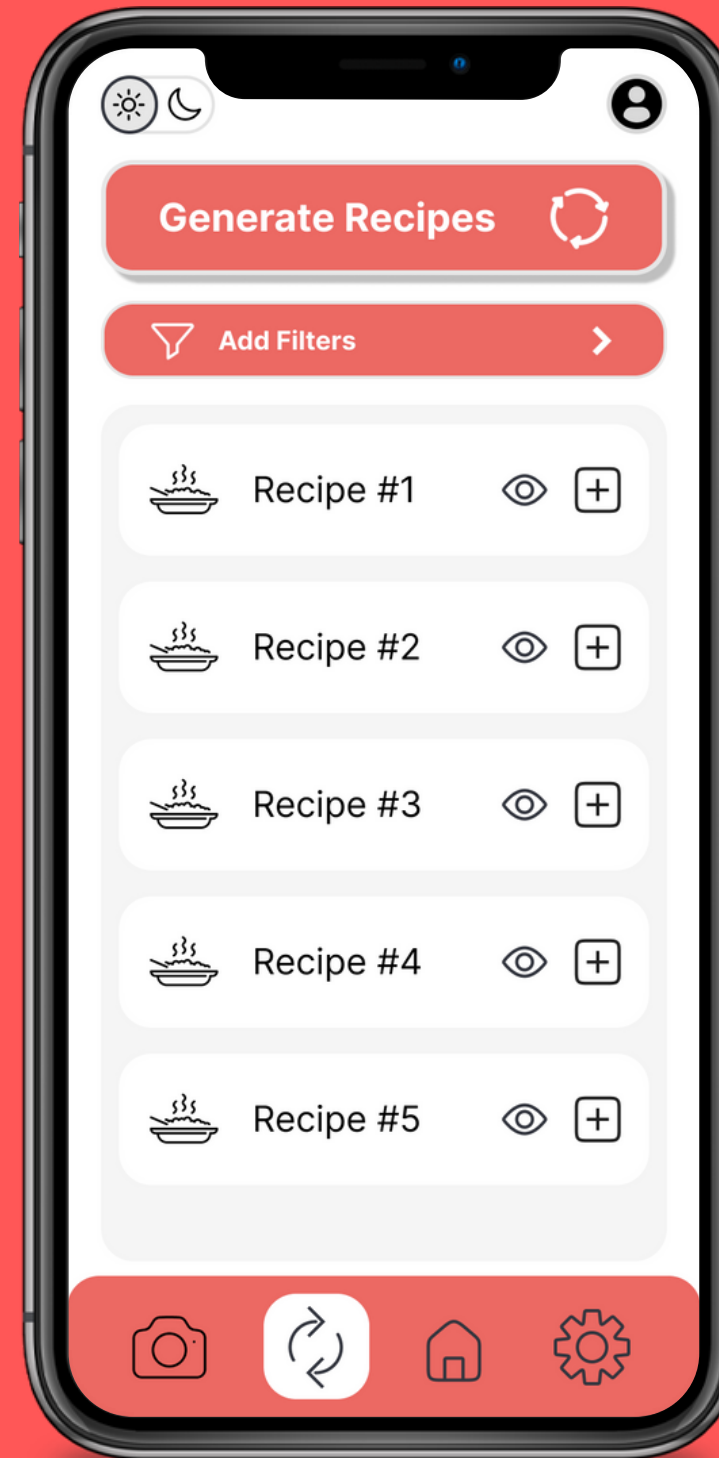 Generate Recipes
Add Filters
Recipe #1
Recipe #2
Recipe #3
Recipe #4
Recipe #5